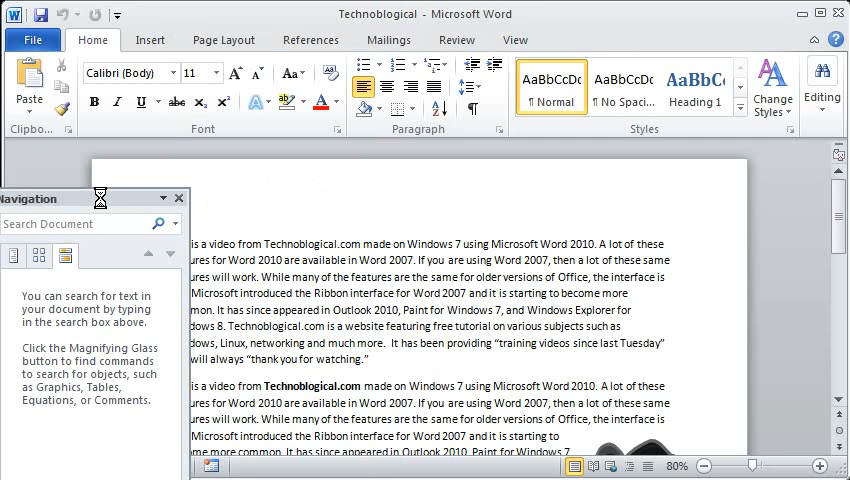 Technoblogical - Microsoft Word
File Home Insert Page Layout References Mailings Review View
Paste
Calibri (Body) 11
AaBbCcDc
¶ Normal
AaBbCcDc
¶ No Spaci...
AaBbC
Heading 1
Change
Styles
Editing
Clipbo... Font Paragraph Styles
Navigation
Search Document
You can search for text in
your document by typing
in the search box above.
Click the Magnifying Glass
button to find commands
to search for objects, such
as Graphics, Tables,
Equations, or Comments.
is a video from Technoblogical.com made on Windows 7 using Microsoft Word 2010. A lot of these
ures for Word 2010 are available in Word 2007. If you are using Word 2007, then a lot of these same
ures will work. While many of the features are the same for older versions of Office, the interface is
Microsoft introduced the Ribbon interface for Word 2007 and it is starting to become more
mon. It has since appeared in Outlook 2010, Paint for Windows 7, and Windows Explorer for
dows 8. Technoblogical.com is a website featuring free tutorial on various subjects such as
dows, Linux, networking and much more. It has been providing “training videos since last Tuesday”
will always “thank you for watching.”
is a video from Technoblogical.com made on Windows 7 using Microsoft Word 2010. A lot of these
ures for Word 2010 are available in Word 2007. If you are using Word 2007, then a lot of these same
ures will work. While many of the features are the same for older versions of Office, the interface is
Microsoft introduced the Ribbon interface for Word 2007 and it is starting to
ome more common. It has since appeared in Outlook 2010, Paint for Windows 7,
80%